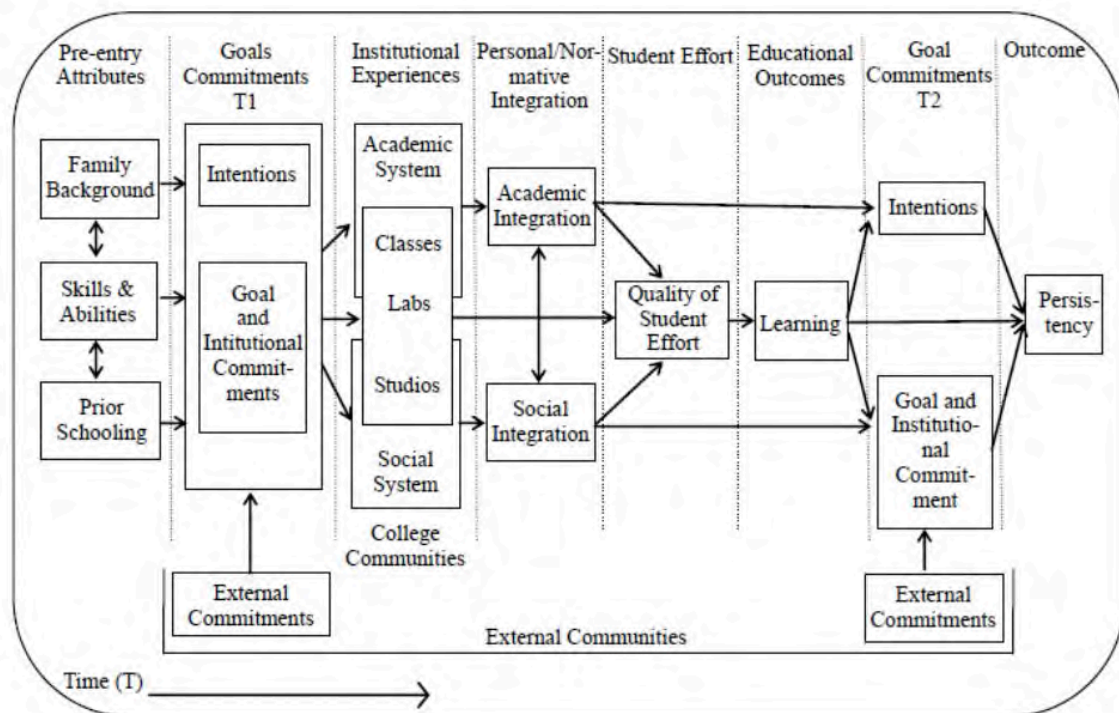 Pre-entry
Attributes
Goals
Commitments
T1
Institutional
Experiences
Personal/Nor-
mative
Integration
Student Effort
Educational
Outcomes
Goal
Commitments
T2
Outcome
Family
Background
Skills &
Abilities
Prior
Schooling
Intentions
Goal
and
Intitutional
Commit-
ments
Academic
System
Classes
Labs
Studios
Social
System
College
Communities
Academic
Integration
Social
Integration
Quality of
Student
Effort
Learning
Intentions
Goal and
Institutio-
nal
Commit-
ment
Persis-
tency
External
Commitments
External
Commitments
External Communities
Time (T)